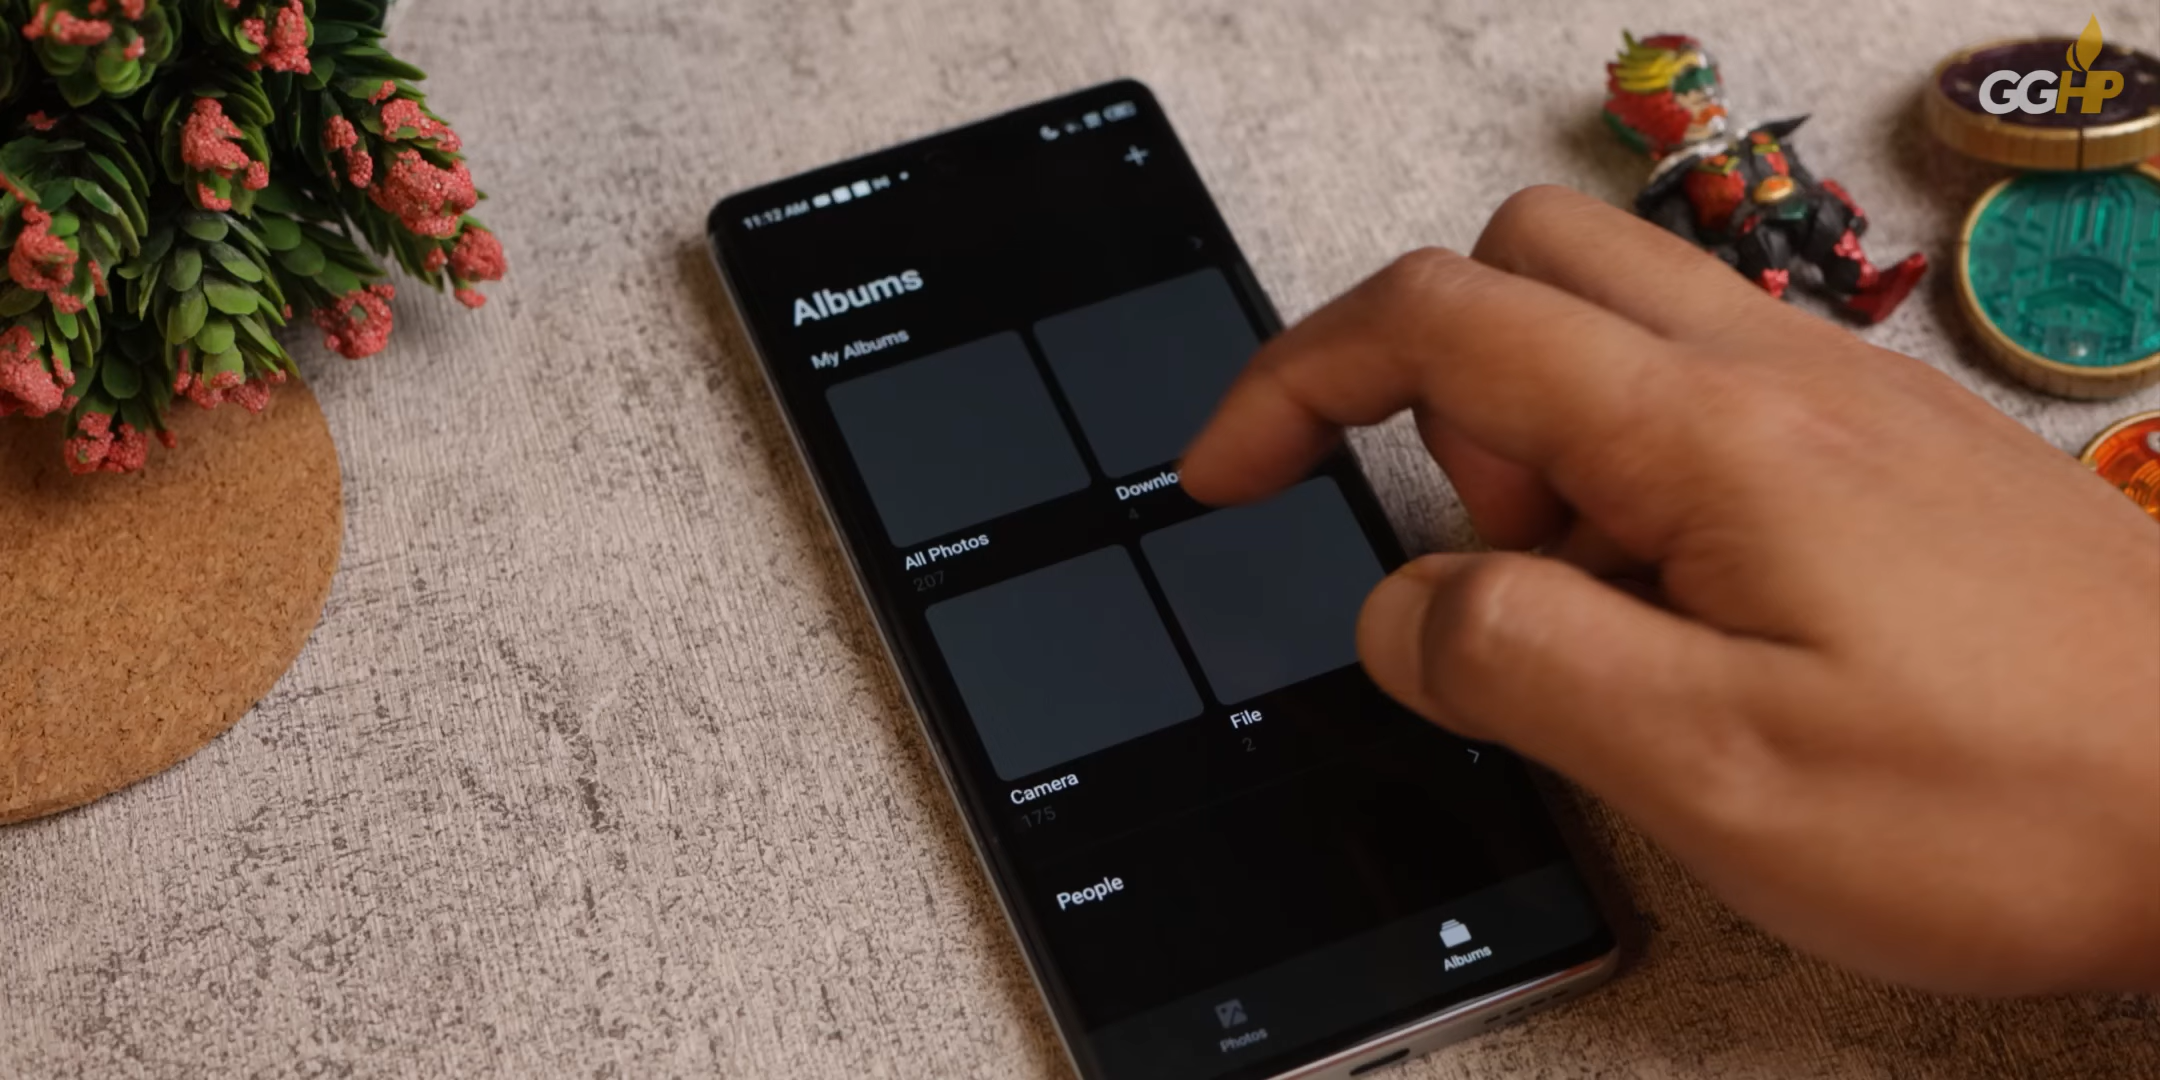 GGHP
11:12 AM
Albums
My Albums
All Photos
207
Downlo
4
Camera
175
File
2
People
Photos
Albums